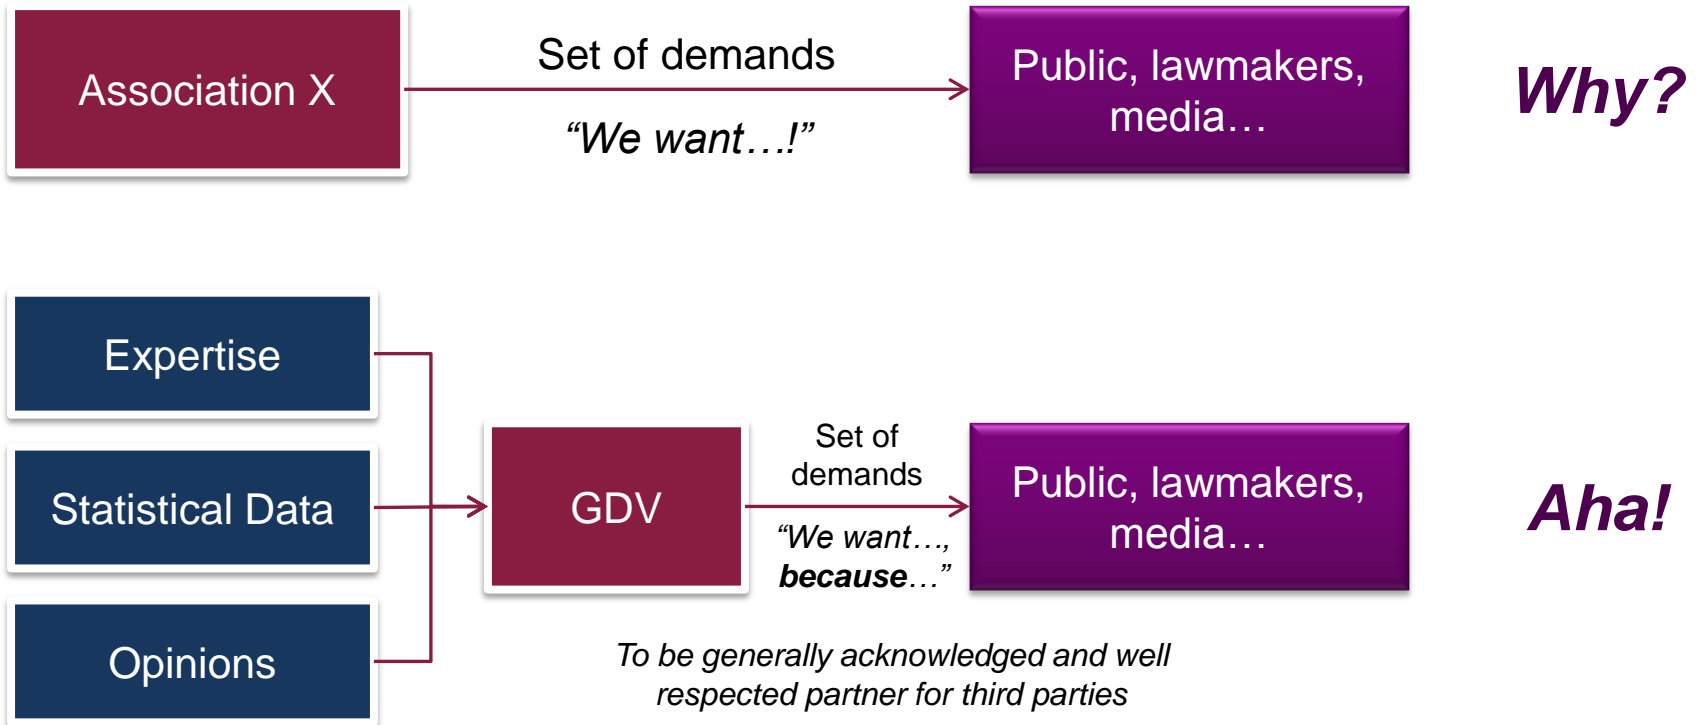 Association X
Set of demands
“We want…!”
Public, lawmakers,
media…
Why?
Expertise
Statistical Data
Opinions
GDV
Set of
demands
“We want…,
because…”
Public, lawmakers,
media…
Aha!
To be generally acknowledged and well
respected partner for third parties